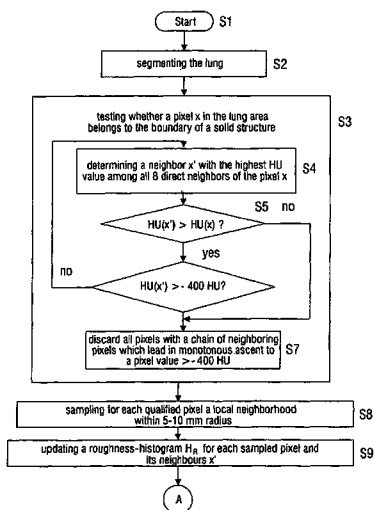 Start S1
segmenting the lung S2
testing whether a pixel x in the lung area
belongs to the boundary of a solid structure
S3
determining a neighbor x' with the highest HU
value among all 8 direct neighbors of the pixel x
S4
S5 no
HU(x') > HU(x) ?
yes
no
HU(x') > - 400 HU?
discard all pixels with a chain of neighboring
pixels which lead in monotonous ascent to
a pixel value > - 400 HU
S7
sampling for each qualified pixel a local neighborhood
within 5-10 mm radius
S8
updating a roughness-histogram HR for each sampled pixel and
its neighbours x'
S9
A